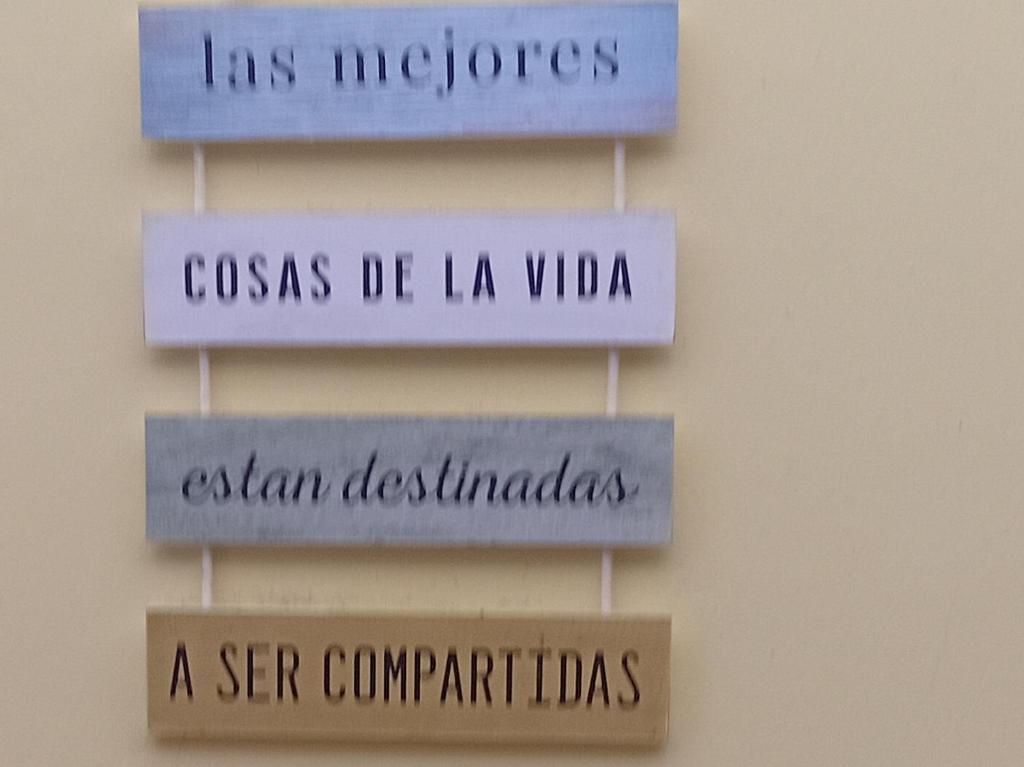 las mejores
COSAS DE LA VIDA
estan destinadas
A SER COMPARTIDAS